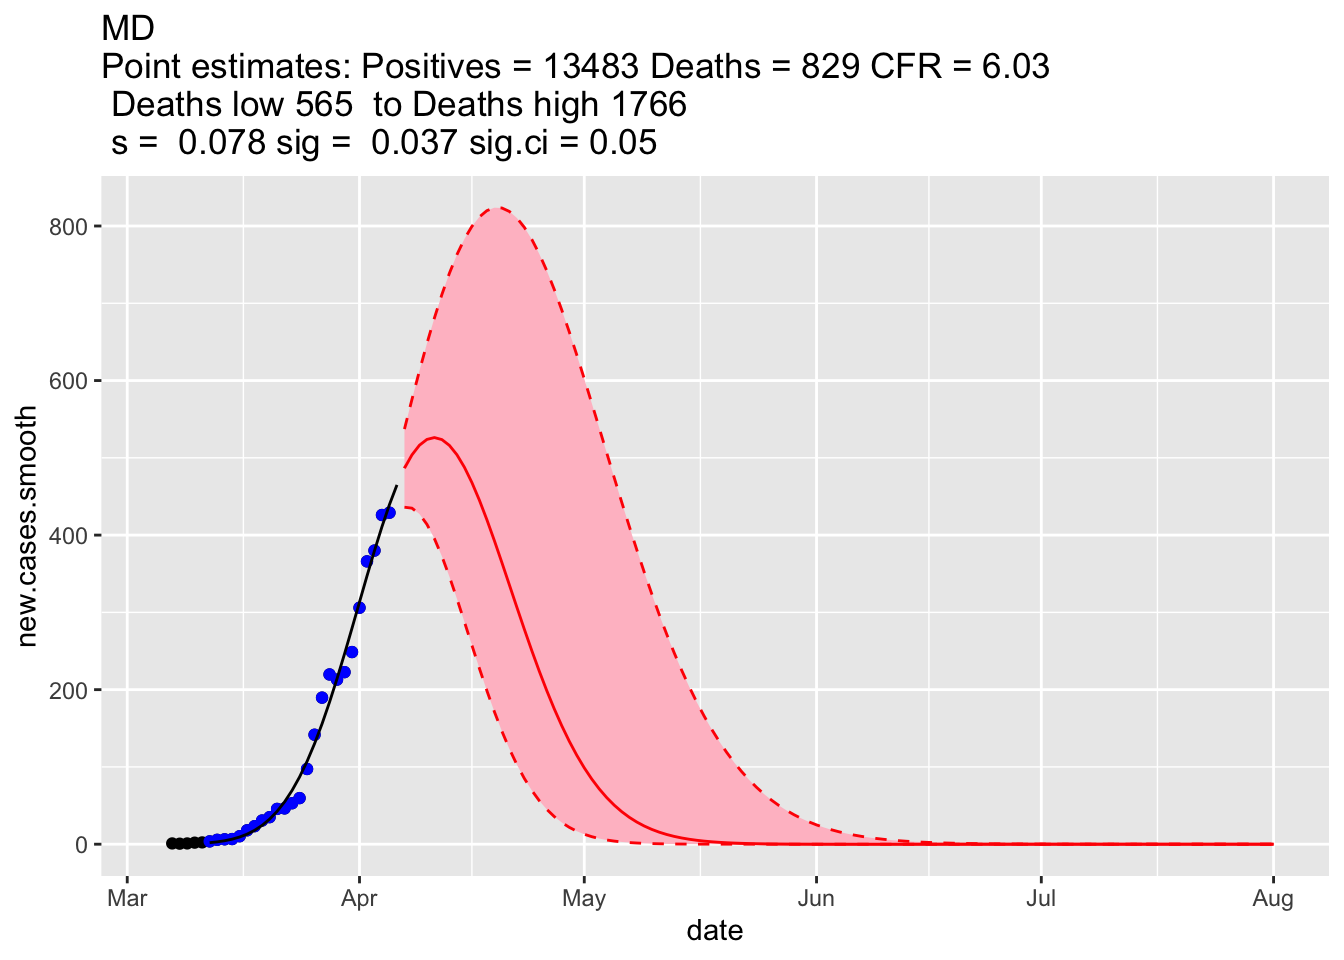 MD
Point estimates: Positives = 13483 Deaths = 829 CFR = 6.03
Deaths low 565  to Deaths high 1766
s =  0.078 sig =  0.037 sig.ci = 0.05
800
600
400
200
0
new.cases.smooth
Mar
Apr
May
Jun
Jul
Aug
date